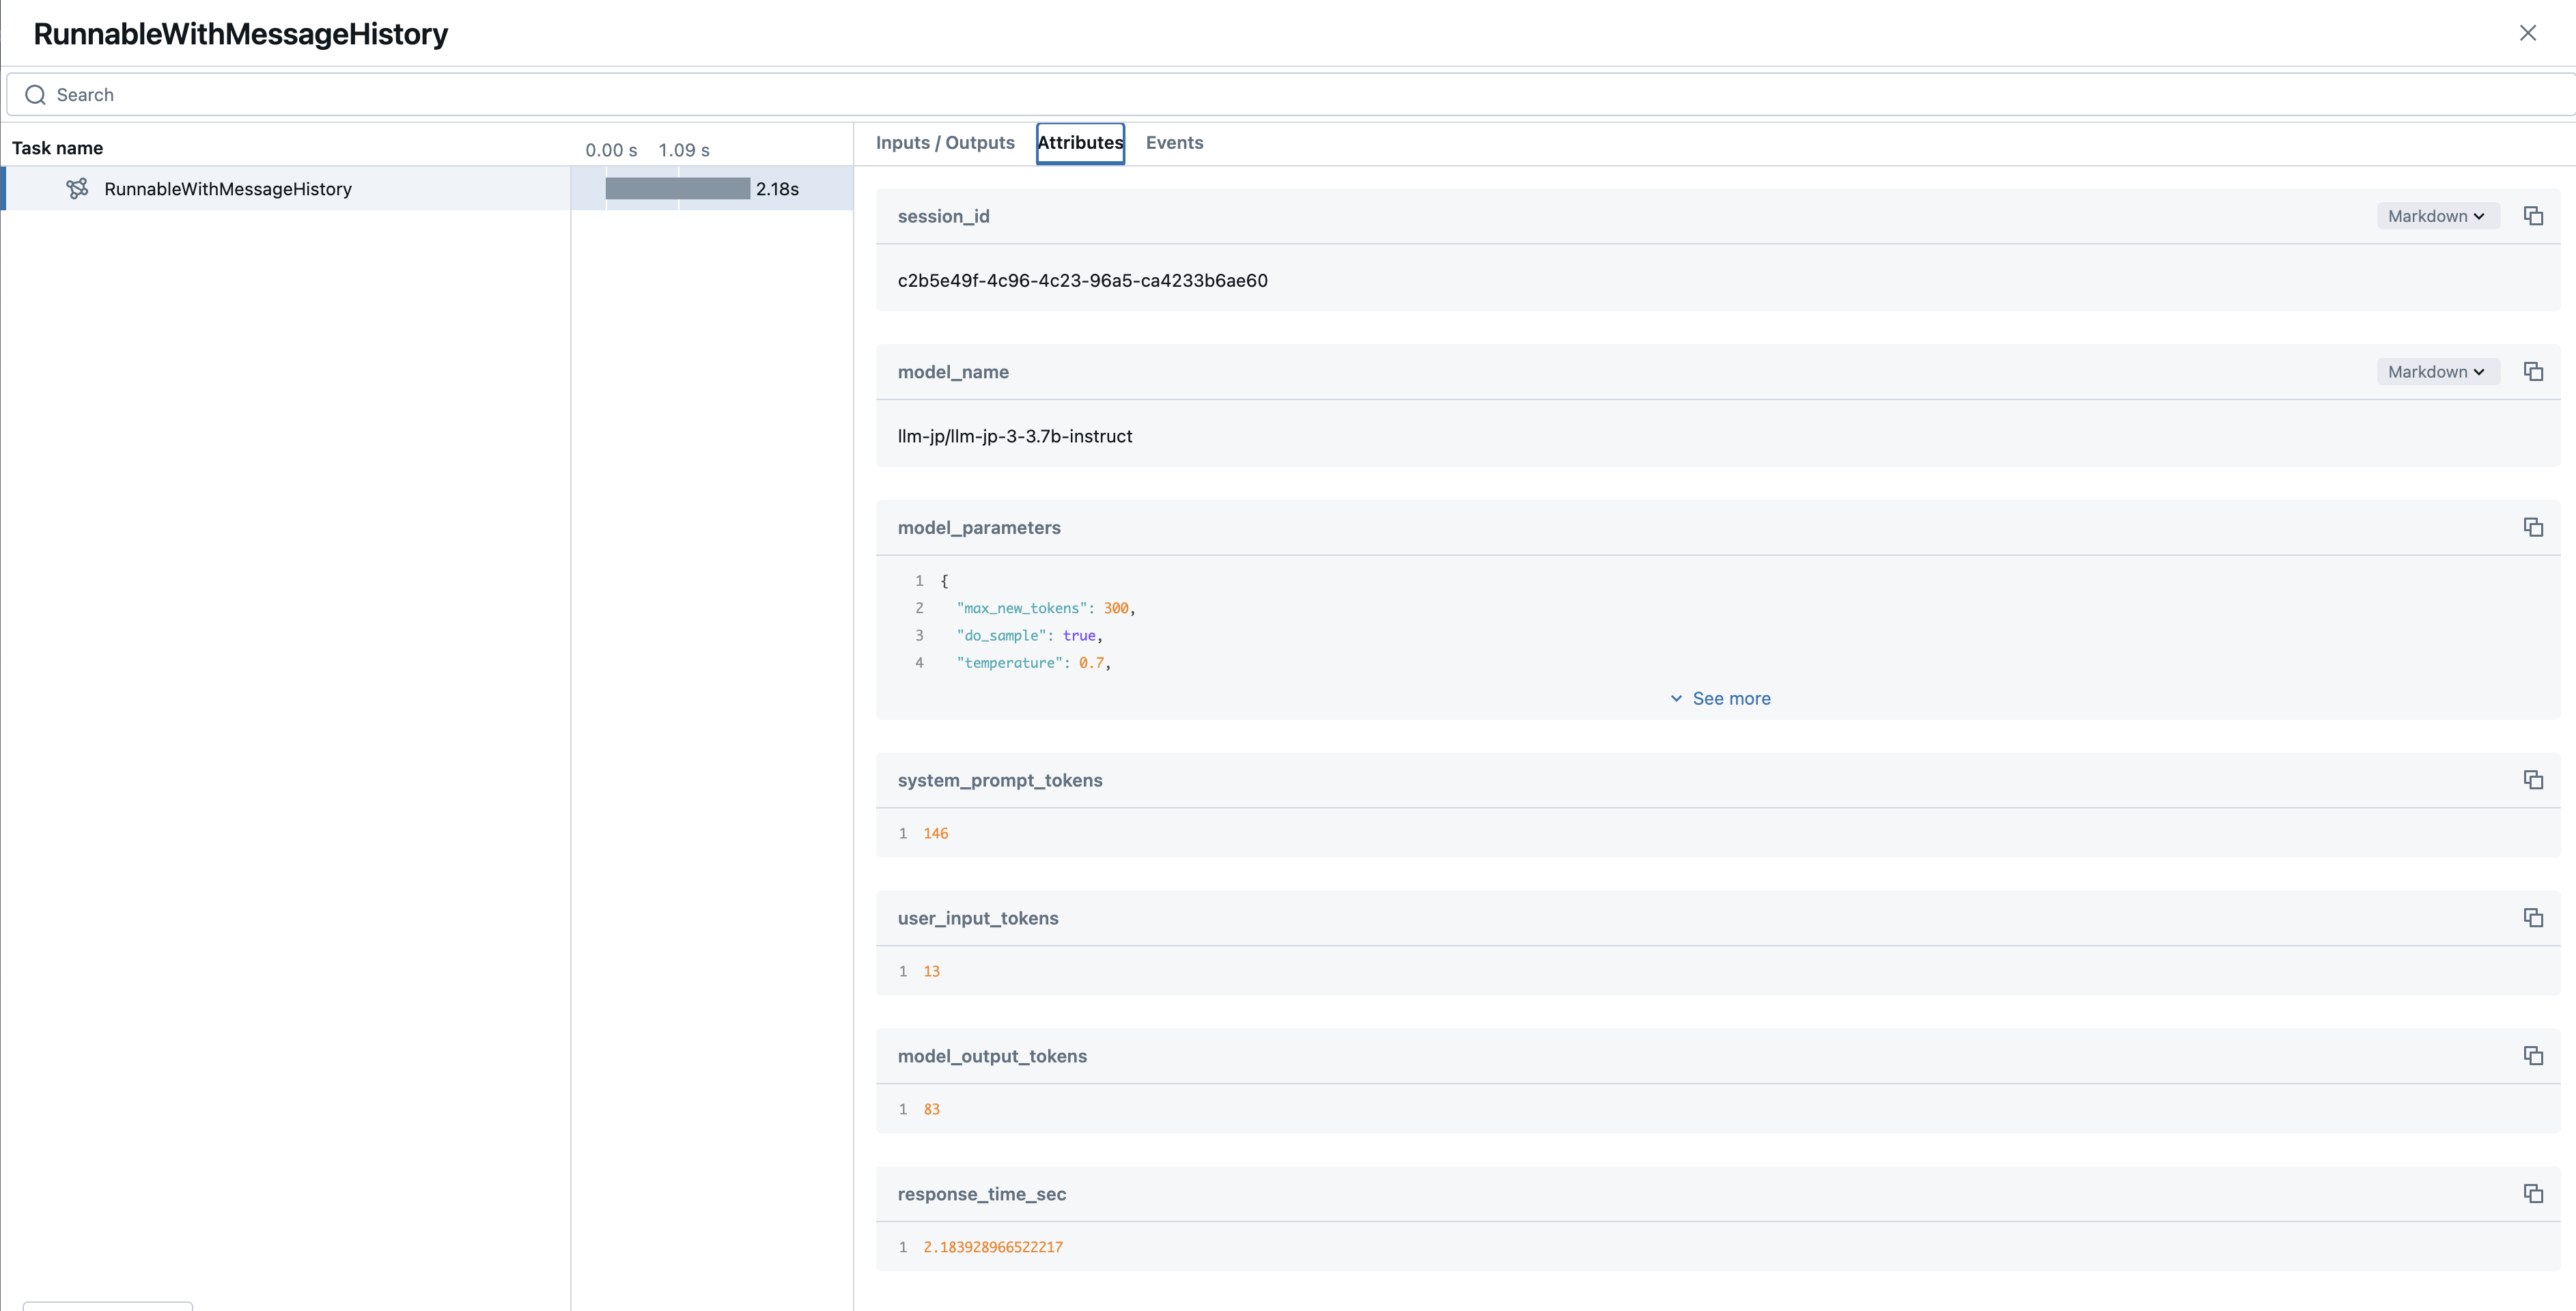 RunnableWithMessageHistory
Search
Task name
0.00 s 1.09 s
RunnableWithMessageHistory
2.18s
Inputs / Outputs Attributes Events
session_id
Markdown
c2b5e49f-4c96-4c23-96a5-ca4233b6ae60
model_name
Markdown
llm-jp/llm-jp-3-3.7b-instruct
model_parameters
1 {
2 "max_new_tokens": 300,
3 "do_sample": true,
4 "temperature": 0.7,
See more
system_prompt_tokens
1 146
user_input_tokens
1 13
model_output_tokens
1 83
response_time_sec
1 2.183928966522217